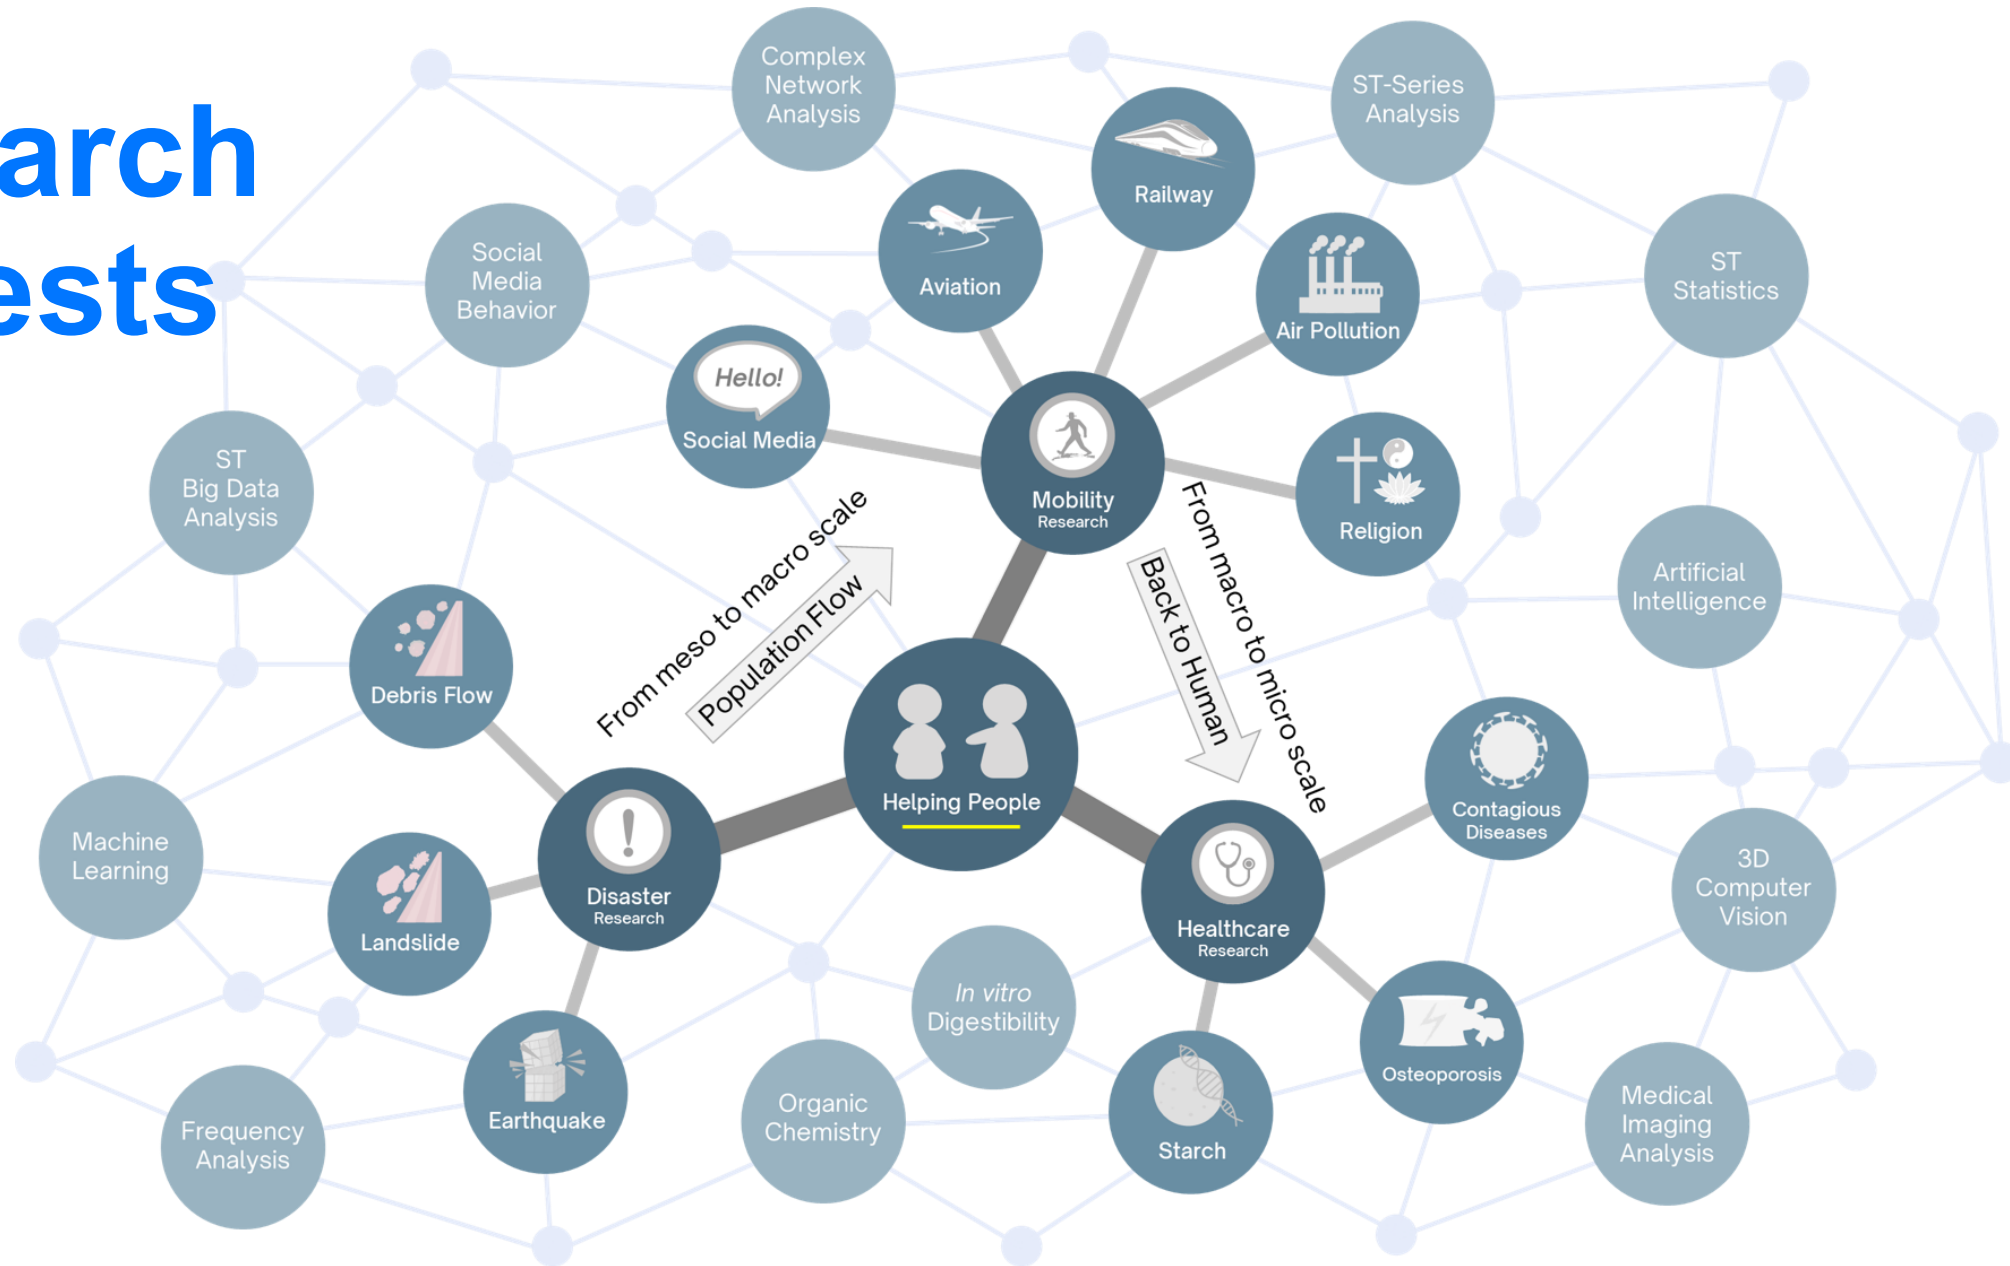 arch
ests
Complex
Network
Analysis
ST-Series
Analysis
Railway
Social
Media
Behavior
Aviation
Air Pollution
ST
Statistics
Hello!
Social Media
ST
Big Data
Analysis
Mobility
Research
Religion
From meso to macro scale
Population Flow
From macro to micro scale
Back to Human
Artificial
Intelligence
Debris Flow
Helping People
Contagious
Diseases
Machine
Learning
Landslide
Disaster
Research
Healthcare
Research
3D
Computer
Vision
In vitro
Digestibility
Osteoporosis
Earthquake
Organic
Chemistry
Starch
Frequency
Analysis
Medical
Imaging
Analysis